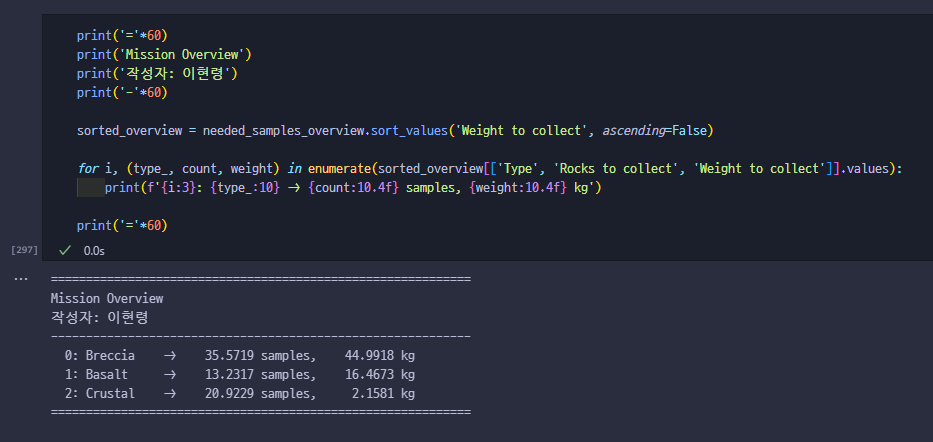 print('='*60)
print('Mission Overview')
print('작성자: 이현령')
print('-'*60)
sorted_overview = needed_samples_overview.sort_values('Weight to collect', ascending=False)
for i, (type_, count, weight) in enumerate(sorted_overview[['Type', 'Rocks to collect', 'Weight to collect']].values):
    print(f'{i:3}: {type_:10} -> {count:10.4f} samples, {weight:10.4f} kg')
print('='*60)
[297] ✓ 0.0s
... ============================================================
Mission Overview
작성자: 이현령
------------------------------------------------------------
  0: Breccia    ->    35.5719 samples,    44.9918 kg
  1: Basalt     ->    13.2317 samples,    16.4673 kg
  2: Crustal    ->    20.9229 samples,     2.1581 kg
============================================================